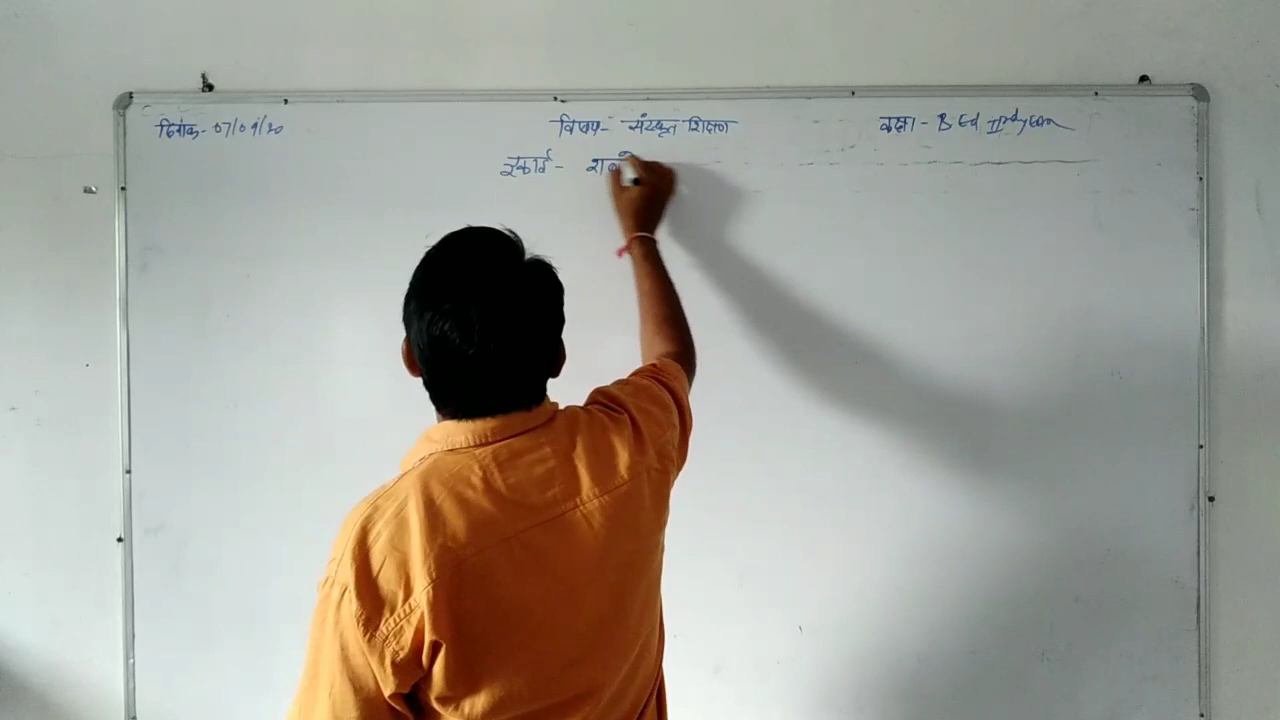 दिनांक- 07/09/20 विषय- संस्कृत शिक्षण कक्षा- B Ed IInd year
इकाई-